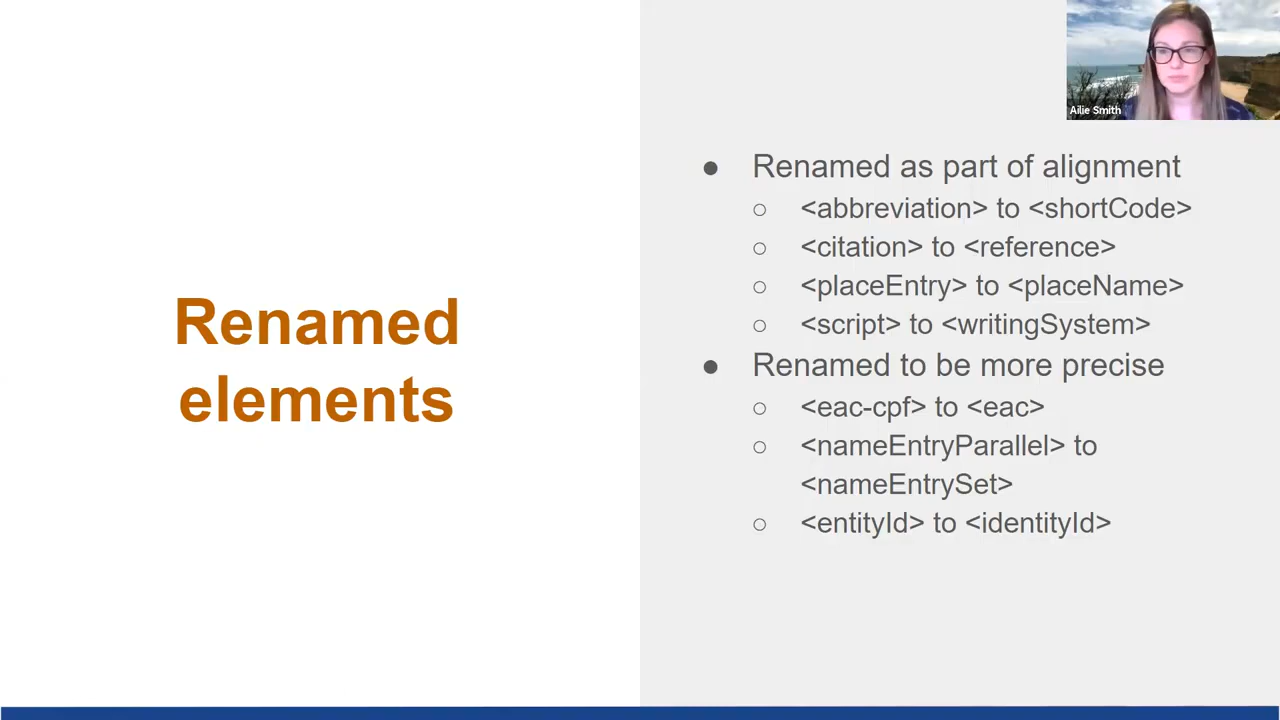 Ailie Smith
Renamed
elements
● Renamed as part of alignment
○ <abbreviation> to <shortCode>
○ <citation> to <reference>
○ <placeEntry> to <placeName>
○ <script> to <writingSystem>
● Renamed to be more precise
○ <eac-cpf> to <eac>
○ <nameEntryParallel> to
<nameEntrySet>
○ <entityId> to <identityId>